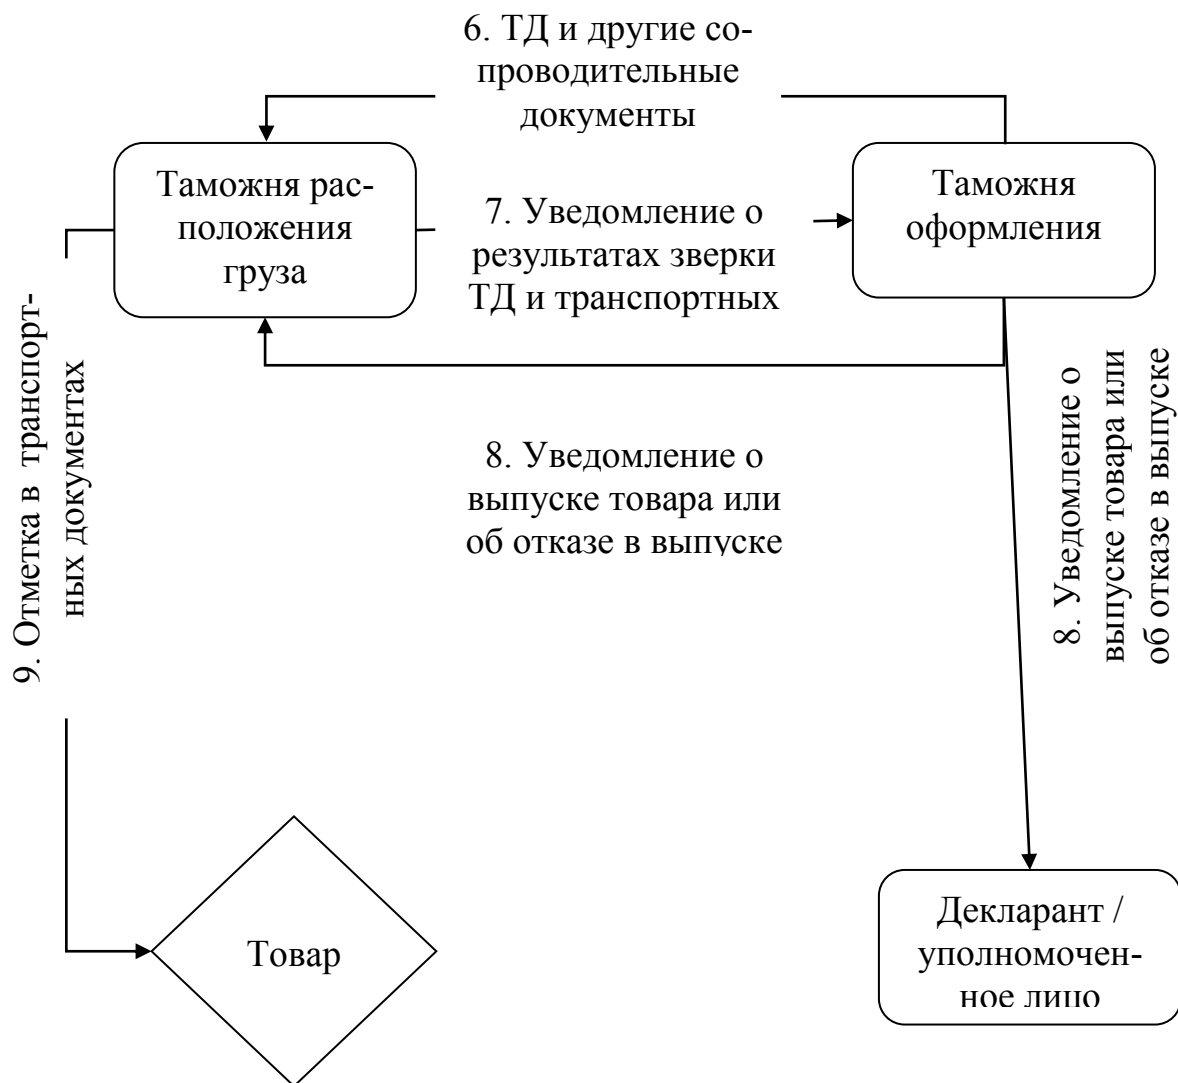 6. ТД и другие со-
проводительные
документы
Таможня рас-
положения
груза
7. Уведомление о
результатах зверки
ТД и транспортных
Таможня
оформления
9. Отметка в транспорт-
ных документах
8. Уведомление о
выпуске товара или
об отказе в выпуске
8. Уведомление о
выпуске товара или
об отказе в выпуске
Товар
Декларант /
уполномочен-
ное лицо